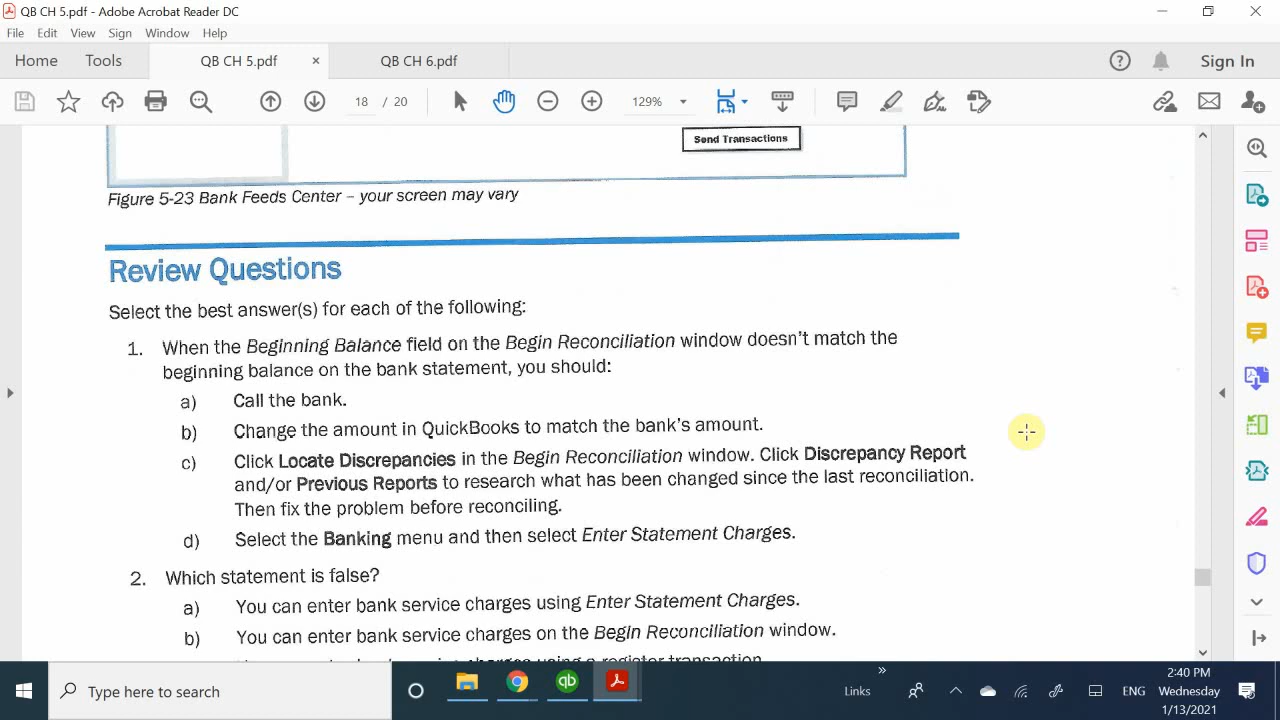 QB CH 5.pdf - Adobe Acrobat Reader DC
File Edit View Sign Window Help
Home Tools QB CH 5.pdf × QB CH 6.pdf Sign In
18 / 20 129%
Send Transactions
Figure 5-23 Bank Feeds Center – your screen may vary
Review Questions
Select the best answer(s) for each of the following:
1. When the Beginning Balance field on the Begin Reconciliation window doesn't match the
beginning balance on the bank statement, you should:
a) Call the bank.
b) Change the amount in QuickBooks to match the bank's amount.
c) Click Locate Discrepancies in the Begin Reconciliation window. Click Discrepancy Report
and/or Previous Reports to research what has been changed since the last reconciliation.
Then fix the problem before reconciling.
d) Select the Banking menu and then select Enter Statement Charges.
2. Which statement is false?
a) You can enter bank service charges using Enter Statement Charges.
b) You can enter bank service charges on the Begin Reconciliation window.
using a register transaction
Type here to search
qb
Links
»
ENG
2:40 PM
Wednesday
1/13/2021